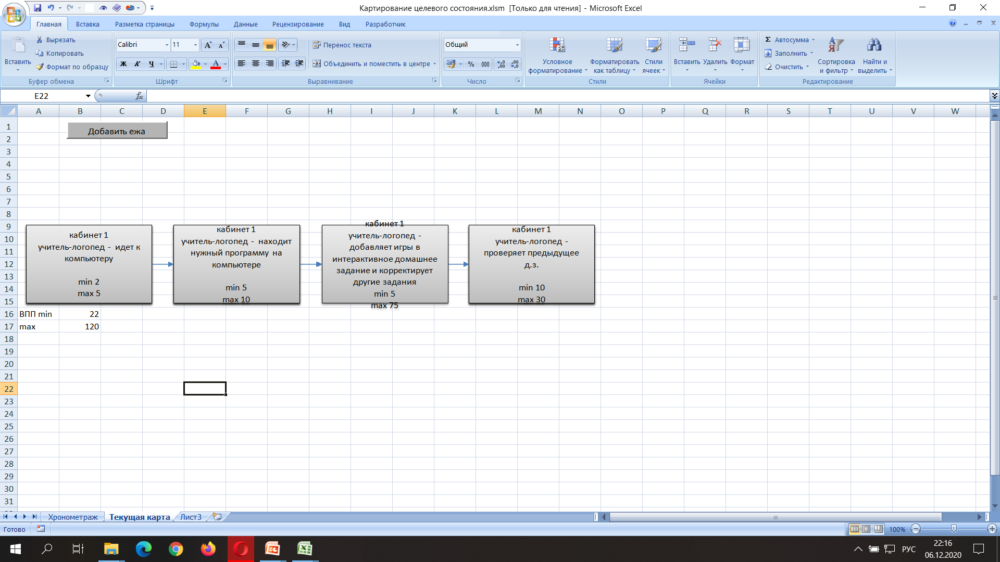 Картирование целевого состояния.xlsm  [Только для чтения] - Microsoft Excel
Главная Вставка Разметка страницы Формулы Данные Рецензирование Вид Разработчик
Вставить
Вырезать
Копировать
Формат по образцу
Буфер обмена
Calibri 11
Ж К Ч
Шрифт
Перенос текста
Объединить и поместить в центре
Выравнивание
Общий
% 000
Число
Условное форматирование
Форматировать как таблицу
Стили ячеек
Стили
Вставить Удалить Формат
Ячейки
Σ Автосумма
Заполнить
Очистить
Сортировка и фильтр
Найти и выделить
Редактирование
E22 fx
A B C D E F G H I J K L M N O P Q R S T U V W
1
2
3
4
5
6
7
8
9
10
11
12
13
14
15
16
17
18
19
20
21
22
23
24
25
26
27
28
29
30
31
Добавить ежа
кабинет 1
учитель-логопед -  идет к
компьютеру
min 2
max 5
кабинет 1
учитель-логопед -  находит
нужный программу  на
компьютере
min 5
max 10
кабинет 1
учитель-логопед -
добавляет игры в
интерактивное домашнее
задание и корректирует
другие задания
min 5
max 75
кабинет 1
учитель-логопед -
проверяет предыдущее
д.з.
min 10
max 30
ВПП min 22
max 120
Хронометраж Текущая карта Лист3
Готово
100%
РУС
22:16
06.12.2020